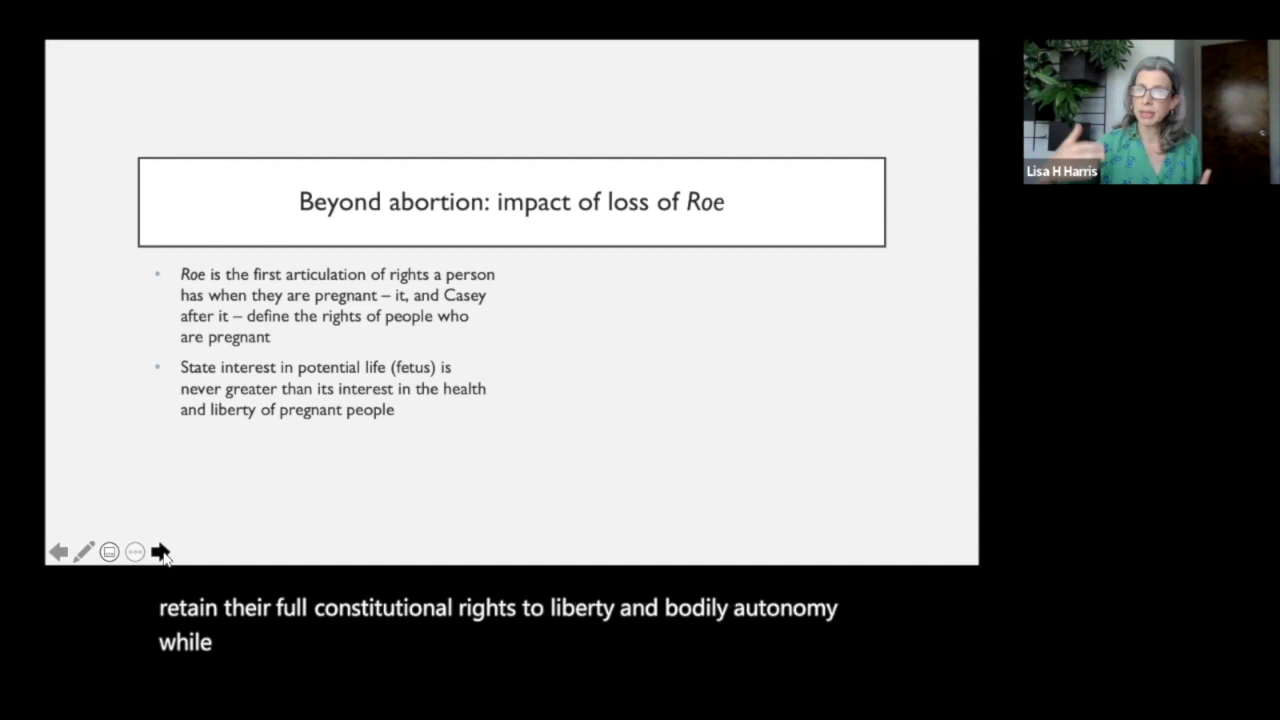 Beyond abortion: impact of loss of Roe
• Roe is the first articulation of rights a person
has when they are pregnant – it, and Casey
after it – define the rights of people who
are pregnant
• State interest in potential life (fetus) is
never greater than its interest in the health
and liberty of pregnant people
Lisa H Harris
retain their full constitutional rights to liberty and bodily autonomy
while